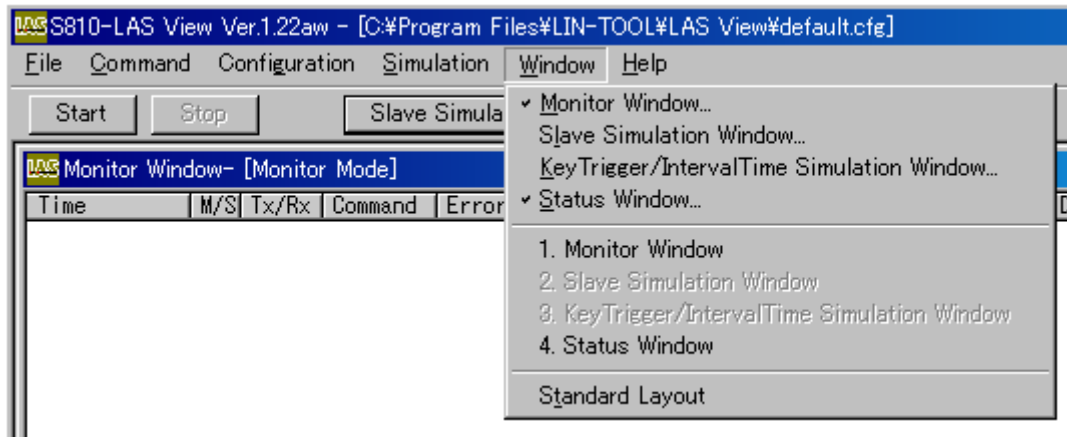 LAS S810-LAS View Ver.1.22aw - [C:¥Program Files¥LIN-TOOL¥LAS View¥default.cfg]
File Command Configuration Simulation Window Help
Start Stop Slave Simula
✓ Monitor Window...
Slave Simulation Window...
KeyTrigger/IntervalTime Simulation Window...
✓ Status Window...
1. Monitor Window
2. Slave Simulation Window
3. KeyTrigger/IntervalTime Simulation Window
4. Status Window
Standard Layout
LAS Monitor Window- [Monitor Mode]
Time M/S Tx/Rx Command Error